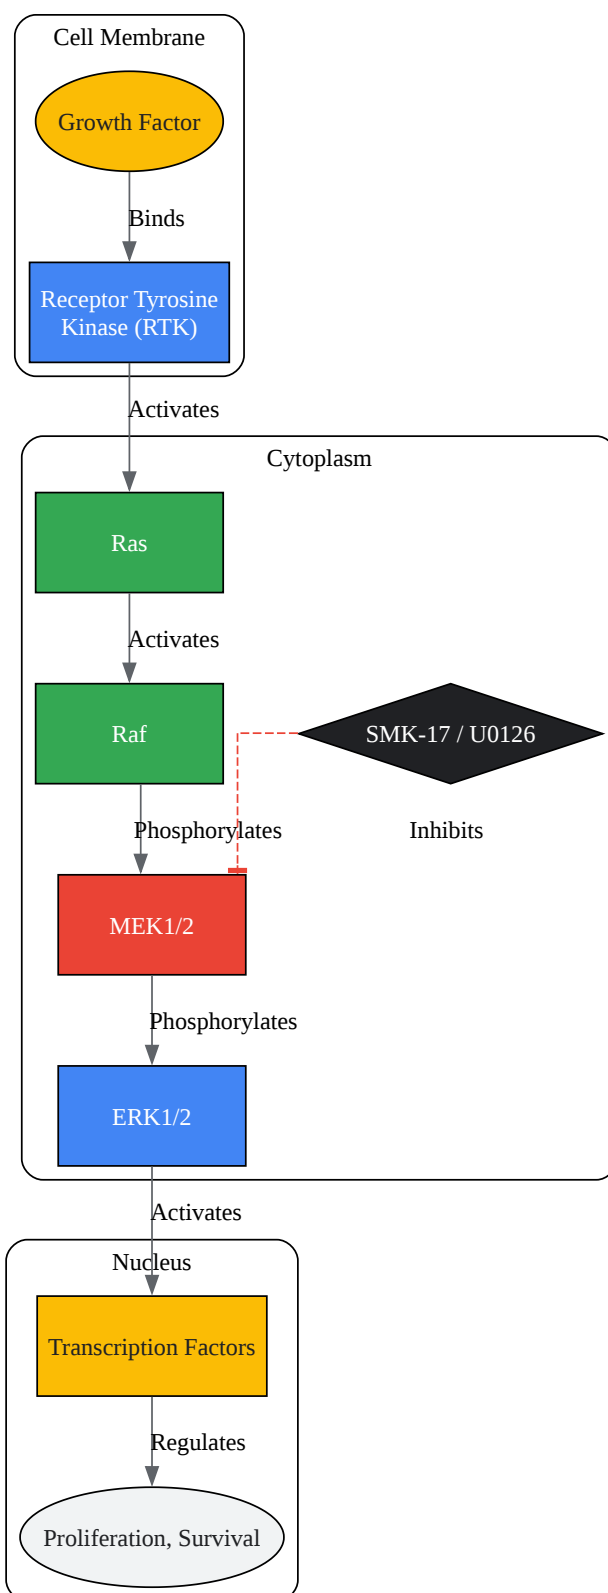 Cell Membrane
Growth Factor
Binds
Receptor Tyrosine
Kinase (RTK)
Activates
Cytoplasm
Ras
Activates
Raf
SMK-17 / U0126
Phosphorylates
Inhibits
MEK1/2
Phosphorylates
ERK1/2
Activates
Nucleus
Transcription Factors
Regulates
Proliferation, Survival